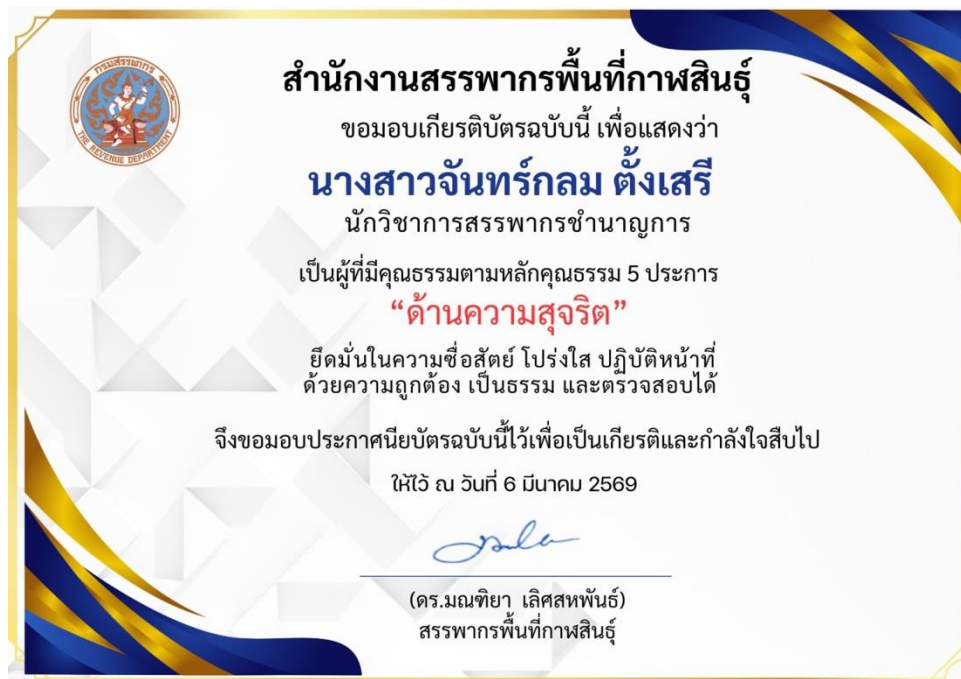 กรมสรรพากร
THE REVENUE DEPARTMENT
สำนักงานสรรพากรพื้นที่กาฬสินธุ์
ขอมอบเกียรติบัตรฉบับนี้ เพื่อแสดงว่า
นางสาวจันทร์กลม ตั้งเสรี
นักวิชาการสรรพากรชำนาญการ
เป็นผู้ที่มีคุณธรรมตามหลักคุณธรรม 5 ประการ
“ด้านความสุจริต”
ยึดมั่นในความซื่อสัตย์ โปร่งใส ปฏิบัติหน้าที่
ด้วยความถูกต้อง เป็นธรรม และตรวจสอบได้
จึงขอมอบประกาศนียบัตรฉบับนี้ไว้เพื่อเป็นเกียรติและกำลังใจสืบไป
ให้ไว้ ณ วันที่ 6 มีนาคม 2569
(ดร.มณฑิยา เลิศสหพันธ์)
สรรพากรพื้นที่กาฬสินธุ์